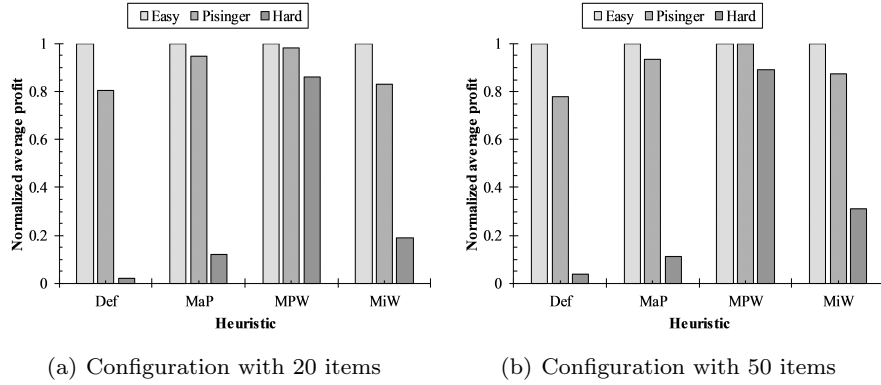 Easy Pisinger Hard
Normalized average profit
1
0.8
0.6
0.4
0.2
0
Def MaP MPW MiW
Heuristic
(a) Configuration with 20 items
Easy Pisinger Hard
Normalized average profit
1
0.8
0.6
0.4
0.2
0
Def MaP MPW MiW
Heuristic
(b) Configuration with 50 items